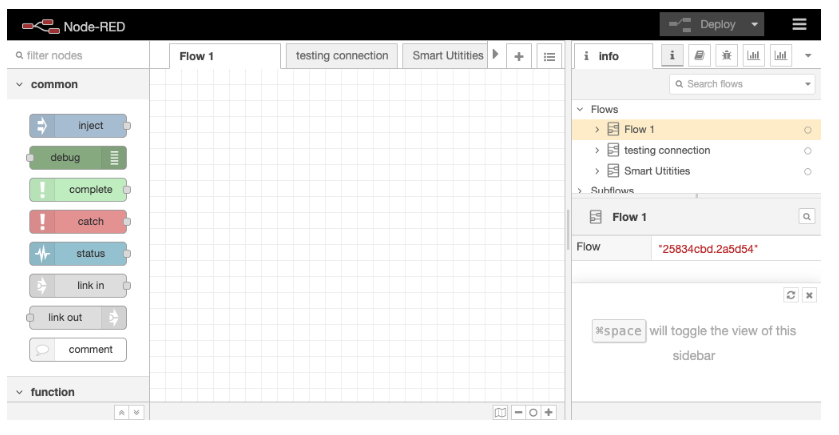 Node-RED
Deploy
filter nodes
Flow 1
testing connection
Smart Utitities
i info
i
Search flows
common
inject
debug
complete
catch
status
link in
link out
comment
function
Flows
Flow 1
testing connection
Smart Utitities
Subflows
Flow 1
Flow "25834cbd.2a5d54"
⌘space will toggle the view of this
sidebar